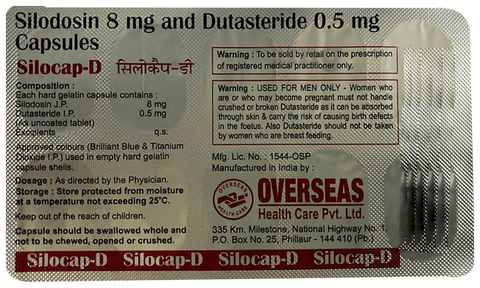 Silodosin 8 mg and Dutasteride 0.5 mg
Capsules
Silocap-D सिलोकैप-डी
Composition :
Each hard gelatin capsule contains :
Silodosin J.P. 8 mg
Dutasteride I.P. 0.5 mg
(As uncoated tablet)
Excipients q.s.
Approved colours (Brilliant Blue & Titanium
Dioxide I.P.) used in empty hard gelatin
capsule shells.
Dosage : As directed by the Physician.
Storage : Store protected from moisture
at a temperature not exceeding 25°C.
Keep out of the reach of children.
Capsule should be swallowed whole and
not to be chewed, opened or crushed.
Warning : To be sold by retail on the prescription
of registered medical practitioner only.
Warning : USED FOR MEN ONLY - Women who
are or who may become pregnant must not handle
crushed or broken Dutasteride as it can be absorbed
through skin & carry the risk of causing birth defects
in the foetus. Also Dutasteride should not be taken
by women who are breast feeding.
Mfg. Lic. No. : 1544-OSP
Manufactured in India by :
OVERSEAS
HEALTH CARE
OVERSEAS
Health Care Pvt. Ltd.
335 Km. Milestone, National Highway No. 1,
P.O. Box No. 25, Phillaur - 144 410 (Pb.)
Silocap-D Silocap-D Silocap-D Silocap-D